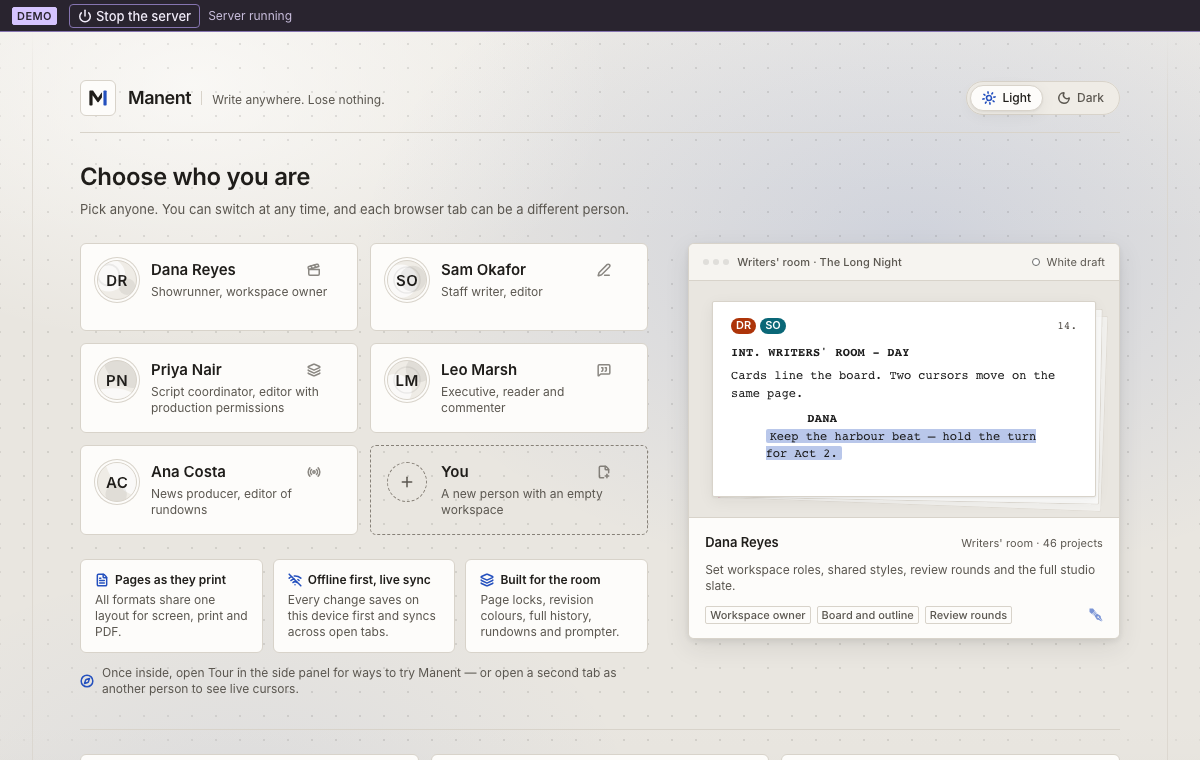 DEMO
Stop the server
Server running
Manent
Write anywhere. Lose nothing.
Light
Dark
Choose who you are
Pick anyone. You can switch at any time, and each browser tab can be a different person.
DR
Dana Reyes
Showrunner, workspace owner
SO
Sam Okafor
Staff writer, editor
PN
Priya Nair
Script coordinator, editor with
production permissions
LM
Leo Marsh
Executive, reader and
commenter
AC
Ana Costa
News producer, editor of
rundowns
You
A new person with an empty
workspace
Pages as they print
All formats share one
layout for screen, print and
PDF.
Offline first, live sync
Every change saves on
this device first and syncs
across open tabs.
Built for the room
Page locks, revision
colours, full history,
rundowns and prompter.
Once inside, open Tour in the side panel for ways to try Manent — or open a second tab as
another person to see live cursors.
Writers' room · The Long Night
White draft
DR SO
14.
INT. WRITERS' ROOM - DAY
Cards line the board. Two cursors move on the
same page.
DANA
Keep the harbour beat — hold the turn
for Act 2.
Dana Reyes
Writers' room · 46 projects
Set workspace roles, shared styles, review rounds and the full studio
slate.
Workspace owner
Board and outline
Review rounds